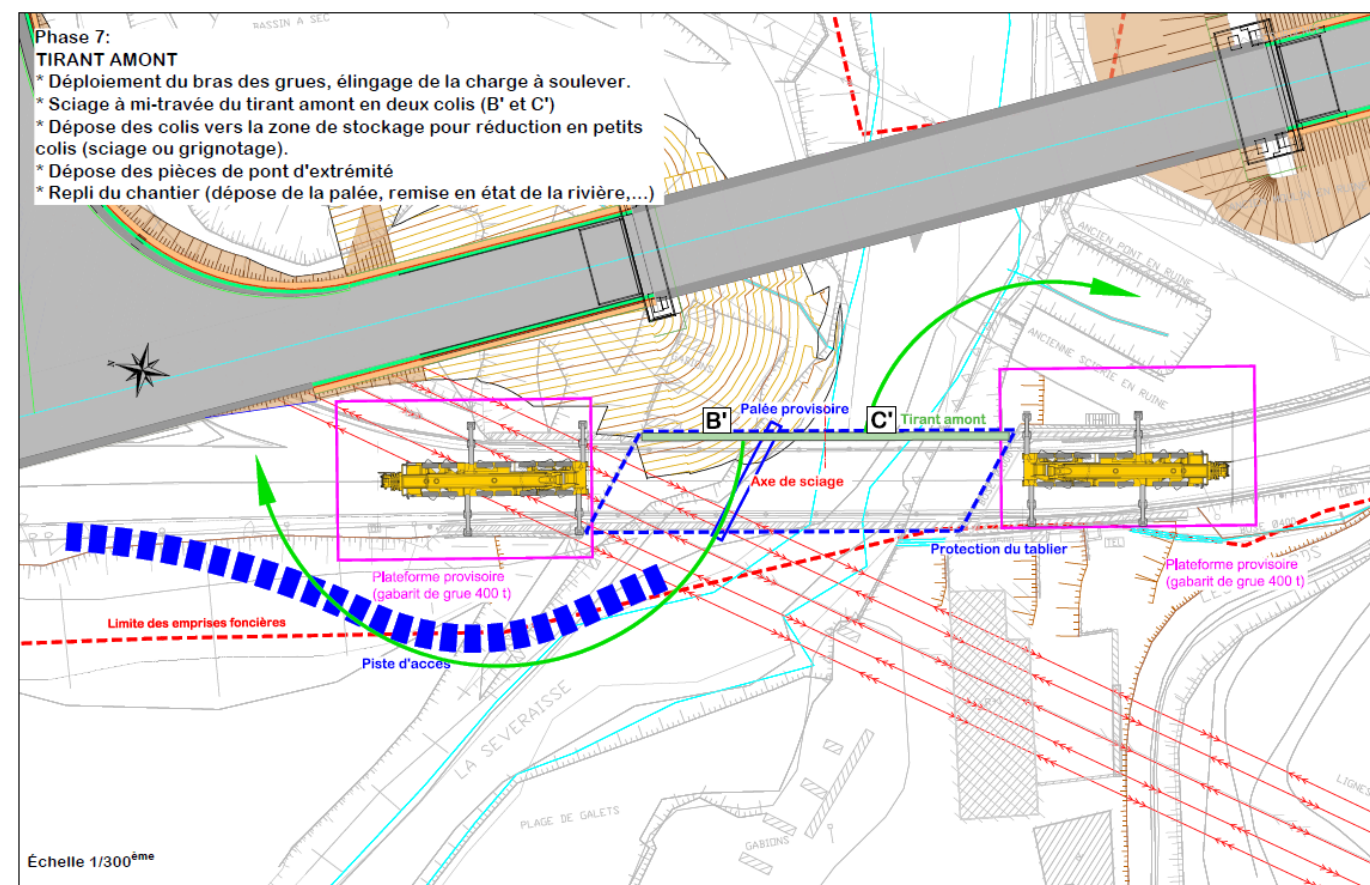 BASSIN A SEC
Phase 7:
TIRANT AMONT
* Déploiement du bras des grues, élingage de la charge à soulever.
* Sciage à mi-travée du tirant amont en deux colis (B' et C')
* Dépose des colis vers la zone de stockage pour réduction en petits
colis (sciage ou grignotage).
* Dépose des pièces de pont d'extrémité
* Repli du chantier (dépose de la palée, remise en état de la rivière,...)
ANCIEN PONT EN RUINE
ANCIENNE SCIERIE EN RUINE
GABIONS
B'
Palée provisoire
C'
Tirant amont
Axe de sciage
Protection du tablier
Plateforme provisoire
(gabarit de grue 400 t)
Plateforme provisoire
(gabarit de grue 400 t)
Limite des emprises foncières
Piste d'accès
LA SEVERAISSE
PLAGE DE GALETS
GABIONS
LIGNES
Échelle 1/300ème